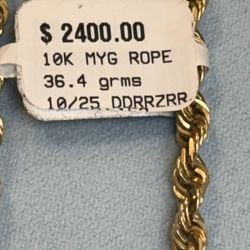 $ 2400.00
10K MYG ROPE
36.4 grms
10/25 DDRRZRR